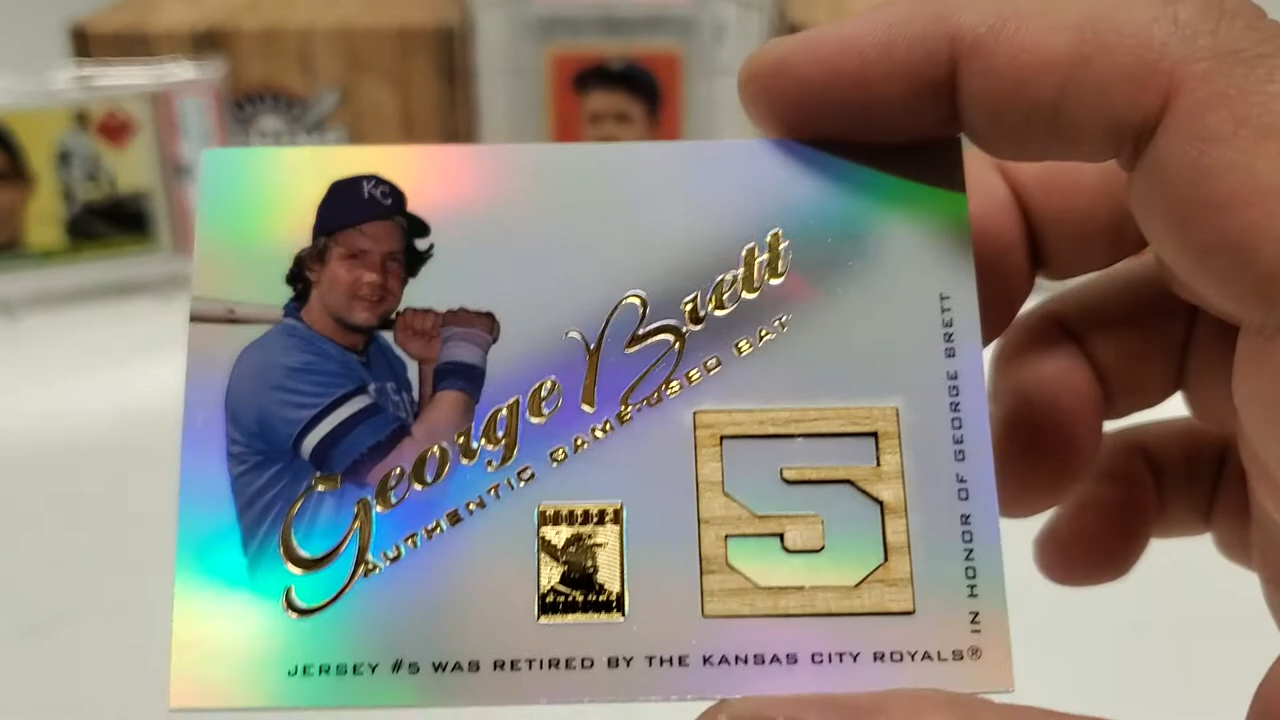 KC
George Brett
AUTHENTIC GAME-USED BAT
5
JERSEY #5 WAS RETIRED BY THE KANSAS CITY ROYALS®
IN HONOR OF GEORGE BRETT